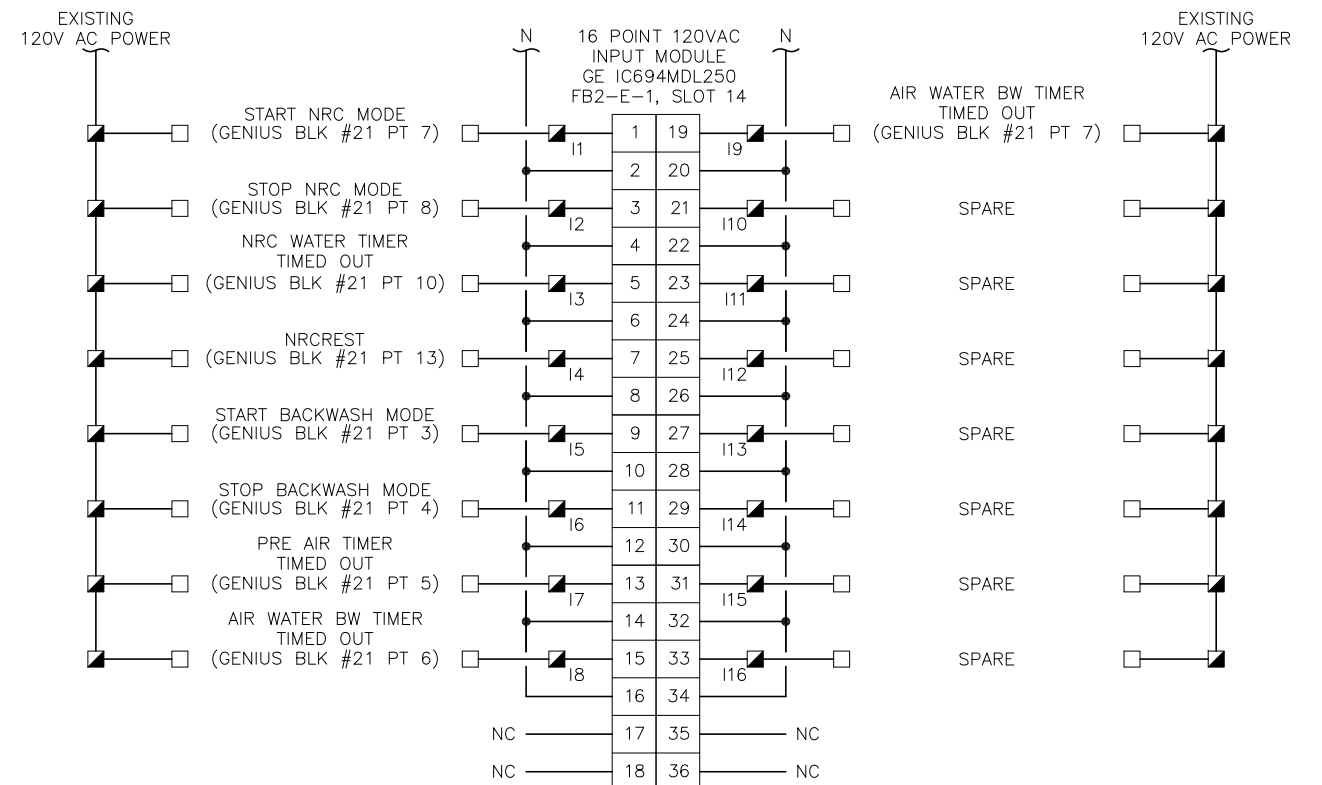 EXISTING
120V AC POWER
N
16 POINT 120VAC
INPUT MODULE
GE IC694MDL250
FB2-E-1, SLOT 14
N
EXISTING
120V AC POWER
START NRC MODE
(GENIUS BLK #21 PT 7)
I1
1
19
I9
AIR WATER BW TIMER
TIMED OUT
(GENIUS BLK #21 PT 7)
2
20
STOP NRC MODE
(GENIUS BLK #21 PT 8)
I2
3
21
I10
SPARE
4
22
NRC WATER TIMER
TIMED OUT
(GENIUS BLK #21 PT 10)
I3
5
23
I11
SPARE
6
24
NRCREST
(GENIUS BLK #21 PT 13)
I4
7
25
I12
SPARE
8
26
START BACKWASH MODE
(GENIUS BLK #21 PT 3)
I5
9
27
I13
SPARE
10
28
STOP BACKWASH MODE
(GENIUS BLK #21 PT 4)
I6
11
29
I14
SPARE
12
30
PRE AIR TIMER
TIMED OUT
(GENIUS BLK #21 PT 5)
I7
13
31
I15
SPARE
14
32
AIR WATER BW TIMER
TIMED OUT
(GENIUS BLK #21 PT 6)
I8
15
33
I16
SPARE
16
34
NC
17
35
NC
NC
18
36
NC